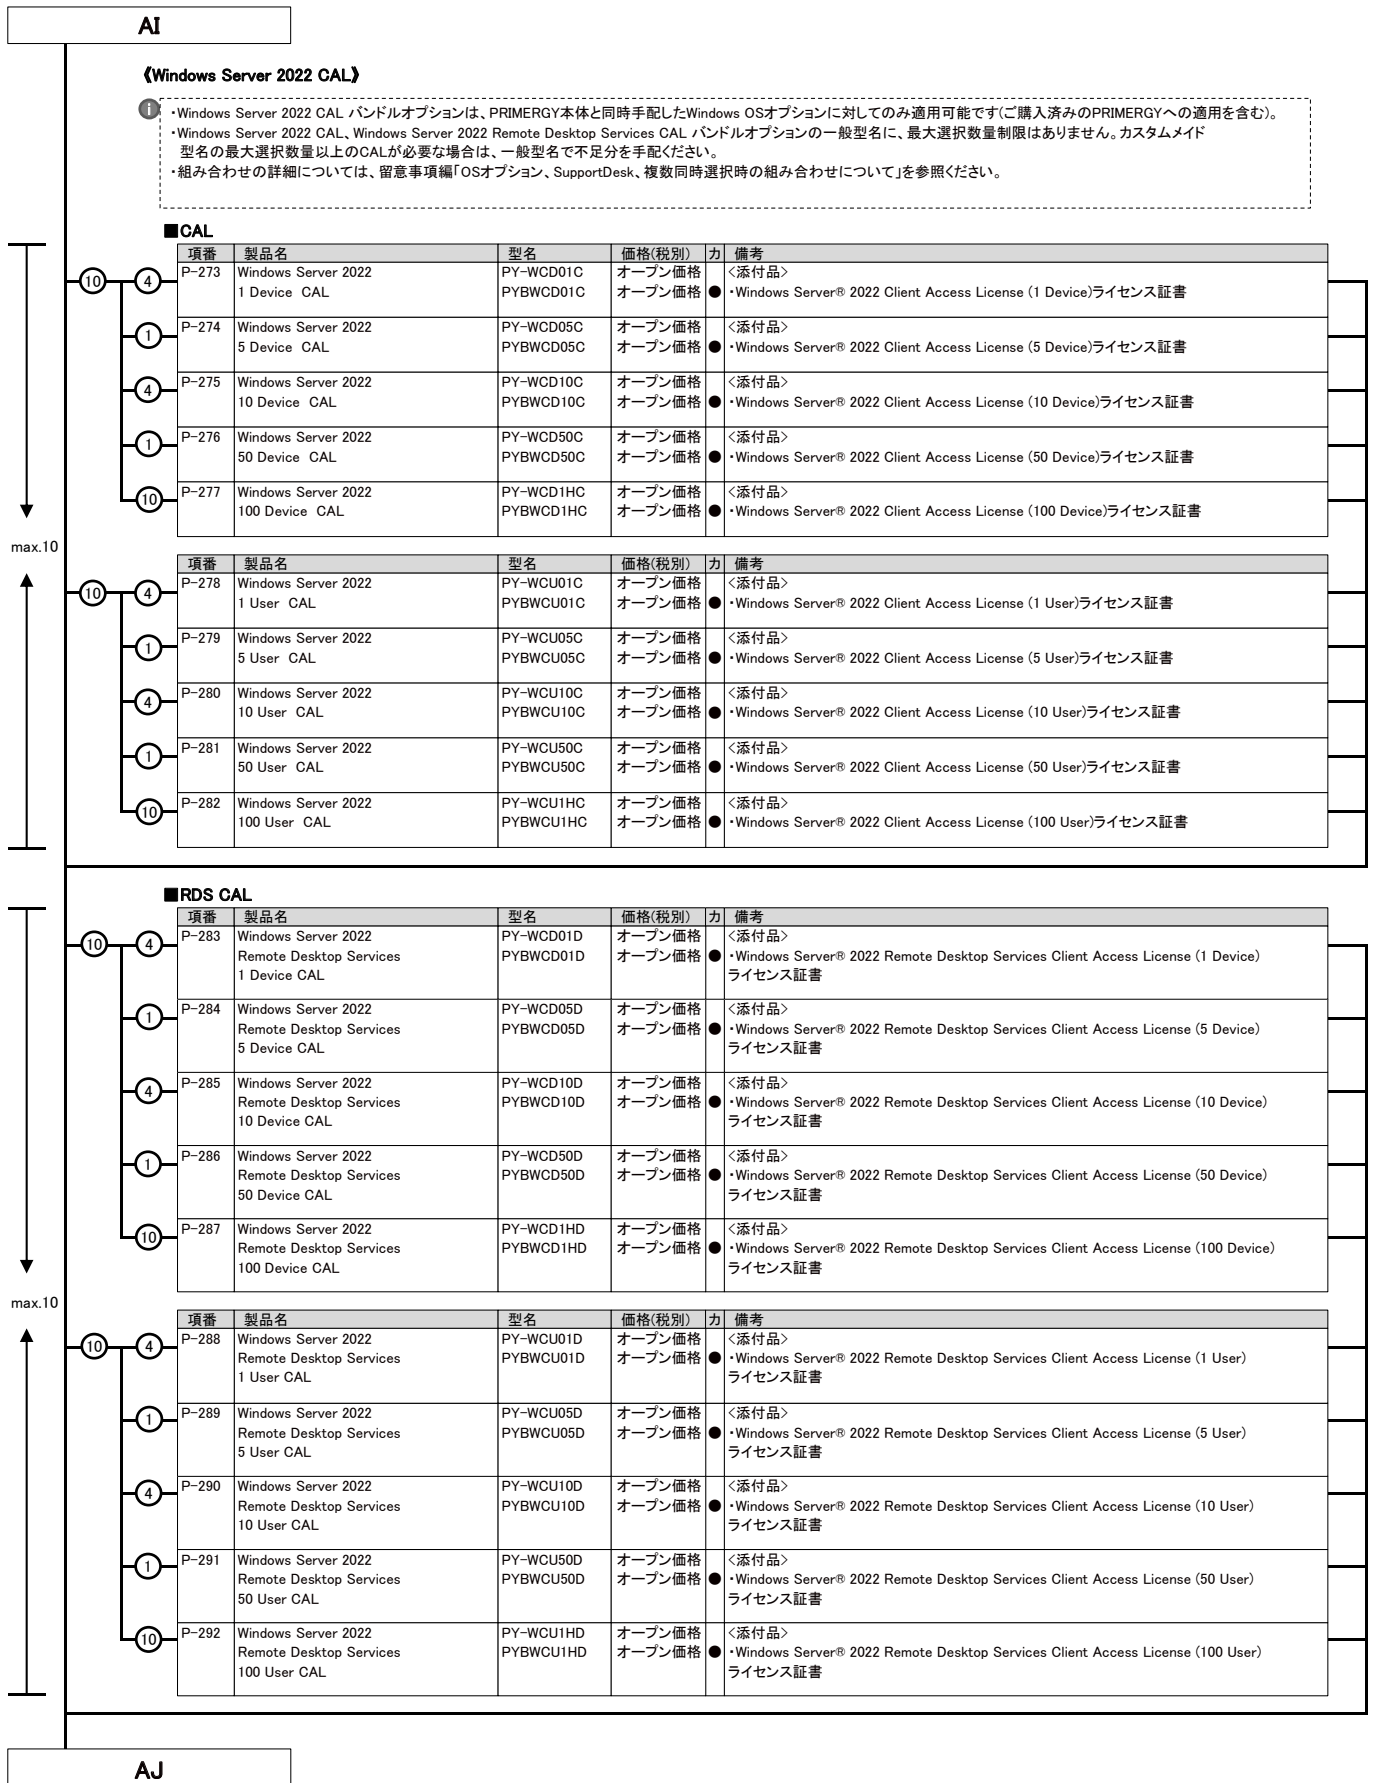 AI
《Windows Server 2022 CAL》
・Windows Server 2022 CAL バンドルオプションは、PRIMERGY本体と同時手配したWindows OSオプションに対してのみ適用可能です(ご購入済みのPRIMERGYへの適用を含む)。
・Windows Server 2022 CAL、Windows Server 2022 Remote Desktop Services CAL バンドルオプションの一般型名に、最大選択数量制限はありません。カスタムメイド
型名の最大選択数量以上のCALが必要な場合は、一般型名で不足分を手配ください。
・組み合わせの詳細については、留意事項編「OSオプション、SupportDesk、複数同時選択時の組み合わせについて」を参照ください。
■CAL
項番 製品名 型名 価格(税別) カ 備考
10 4 P-273 Windows Server 2022 PY-WCD01C オープン価格 <添付品>
1 Device CAL PYBWCD01C オープン価格 ● ・Windows Server® 2022 Client Access License (1 Device)ライセンス証書
1 P-274 Windows Server 2022 PY-WCD05C オープン価格 <添付品>
5 Device CAL PYBWCD05C オープン価格 ● ・Windows Server® 2022 Client Access License (5 Device)ライセンス証書
4 P-275 Windows Server 2022 PY-WCD10C オープン価格 <添付品>
10 Device CAL PYBWCD10C オープン価格 ● ・Windows Server® 2022 Client Access License (10 Device)ライセンス証書
1 P-276 Windows Server 2022 PY-WCD50C オープン価格 <添付品>
50 Device CAL PYBWCD50C オープン価格 ● ・Windows Server® 2022 Client Access License (50 Device)ライセンス証書
10 P-277 Windows Server 2022 PY-WCD1HC オープン価格 <添付品>
100 Device CAL PYBWCD1HC オープン価格 ● ・Windows Server® 2022 Client Access License (100 Device)ライセンス証書
max.10
項番 製品名 型名 価格(税別) カ 備考
10 4 P-278 Windows Server 2022 PY-WCU01C オープン価格 <添付品>
1 User CAL PYBWCU01C オープン価格 ● ・Windows Server® 2022 Client Access License (1 User)ライセンス証書
1 P-279 Windows Server 2022 PY-WCU05C オープン価格 <添付品>
5 User CAL PYBWCU05C オープン価格 ● ・Windows Server® 2022 Client Access License (5 User)ライセンス証書
4 P-280 Windows Server 2022 PY-WCU10C オープン価格 <添付品>
10 User CAL PYBWCU10C オープン価格 ● ・Windows Server® 2022 Client Access License (10 User)ライセンス証書
1 P-281 Windows Server 2022 PY-WCU50C オープン価格 <添付品>
50 User CAL PYBWCU50C オープン価格 ● ・Windows Server® 2022 Client Access License (50 User)ライセンス証書
10 P-282 Windows Server 2022 PY-WCU1HC オープン価格 <添付品>
100 User CAL PYBWCU1HC オープン価格 ● ・Windows Server® 2022 Client Access License (100 User)ライセンス証書
■RDS CAL
項番 製品名 型名 価格(税別) カ 備考
10 4 P-283 Windows Server 2022 PY-WCD01D オープン価格 <添付品>
Remote Desktop Services PYBWCD01D オープン価格 ● ・Windows Server® 2022 Remote Desktop Services Client Access License (1 Device)
1 Device CAL ライセンス証書
1 P-284 Windows Server 2022 PY-WCD05D オープン価格 <添付品>
Remote Desktop Services PYBWCD05D オープン価格 ● ・Windows Server® 2022 Remote Desktop Services Client Access License (5 Device)
5 Device CAL ライセンス証書
4 P-285 Windows Server 2022 PY-WCD10D オープン価格 <添付品>
Remote Desktop Services PYBWCD10D オープン価格 ● ・Windows Server® 2022 Remote Desktop Services Client Access License (10 Device)
10 Device CAL ライセンス証書
1 P-286 Windows Server 2022 PY-WCD50D オープン価格 <添付品>
Remote Desktop Services PYBWCD50D オープン価格 ● ・Windows Server® 2022 Remote Desktop Services Client Access License (50 Device)
50 Device CAL ライセンス証書
10 P-287 Windows Server 2022 PY-WCD1HD オープン価格 <添付品>
Remote Desktop Services PYBWCD1HD オープン価格 ● ・Windows Server® 2022 Remote Desktop Services Client Access License (100 Device)
100 Device CAL ライセンス証書
max.10
項番 製品名 型名 価格(税別) カ 備考
10 4 P-288 Windows Server 2022 PY-WCU01D オープン価格 <添付品>
Remote Desktop Services PYBWCU01D オープン価格 ● ・Windows Server® 2022 Remote Desktop Services Client Access License (1 User)
1 User CAL ライセンス証書
1 P-289 Windows Server 2022 PY-WCU05D オープン価格 <添付品>
Remote Desktop Services PYBWCU05D オープン価格 ● ・Windows Server® 2022 Remote Desktop Services Client Access License (5 User)
5 User CAL ライセンス証書
4 P-290 Windows Server 2022 PY-WCU10D オープン価格 <添付品>
Remote Desktop Services PYBWCU10D オープン価格 ● ・Windows Server® 2022 Remote Desktop Services Client Access License (10 User)
10 User CAL ライセンス証書
1 P-291 Windows Server 2022 PY-WCU50D オープン価格 <添付品>
Remote Desktop Services PYBWCU50D オープン価格 ● ・Windows Server® 2022 Remote Desktop Services Client Access License (50 User)
50 User CAL ライセンス証書
10 P-292 Windows Server 2022 PY-WCU1HD オープン価格 <添付品>
Remote Desktop Services PYBWCU1HD オープン価格 ● ・Windows Server® 2022 Remote Desktop Services Client Access License (100 User)
100 User CAL ライセンス証書
AJ